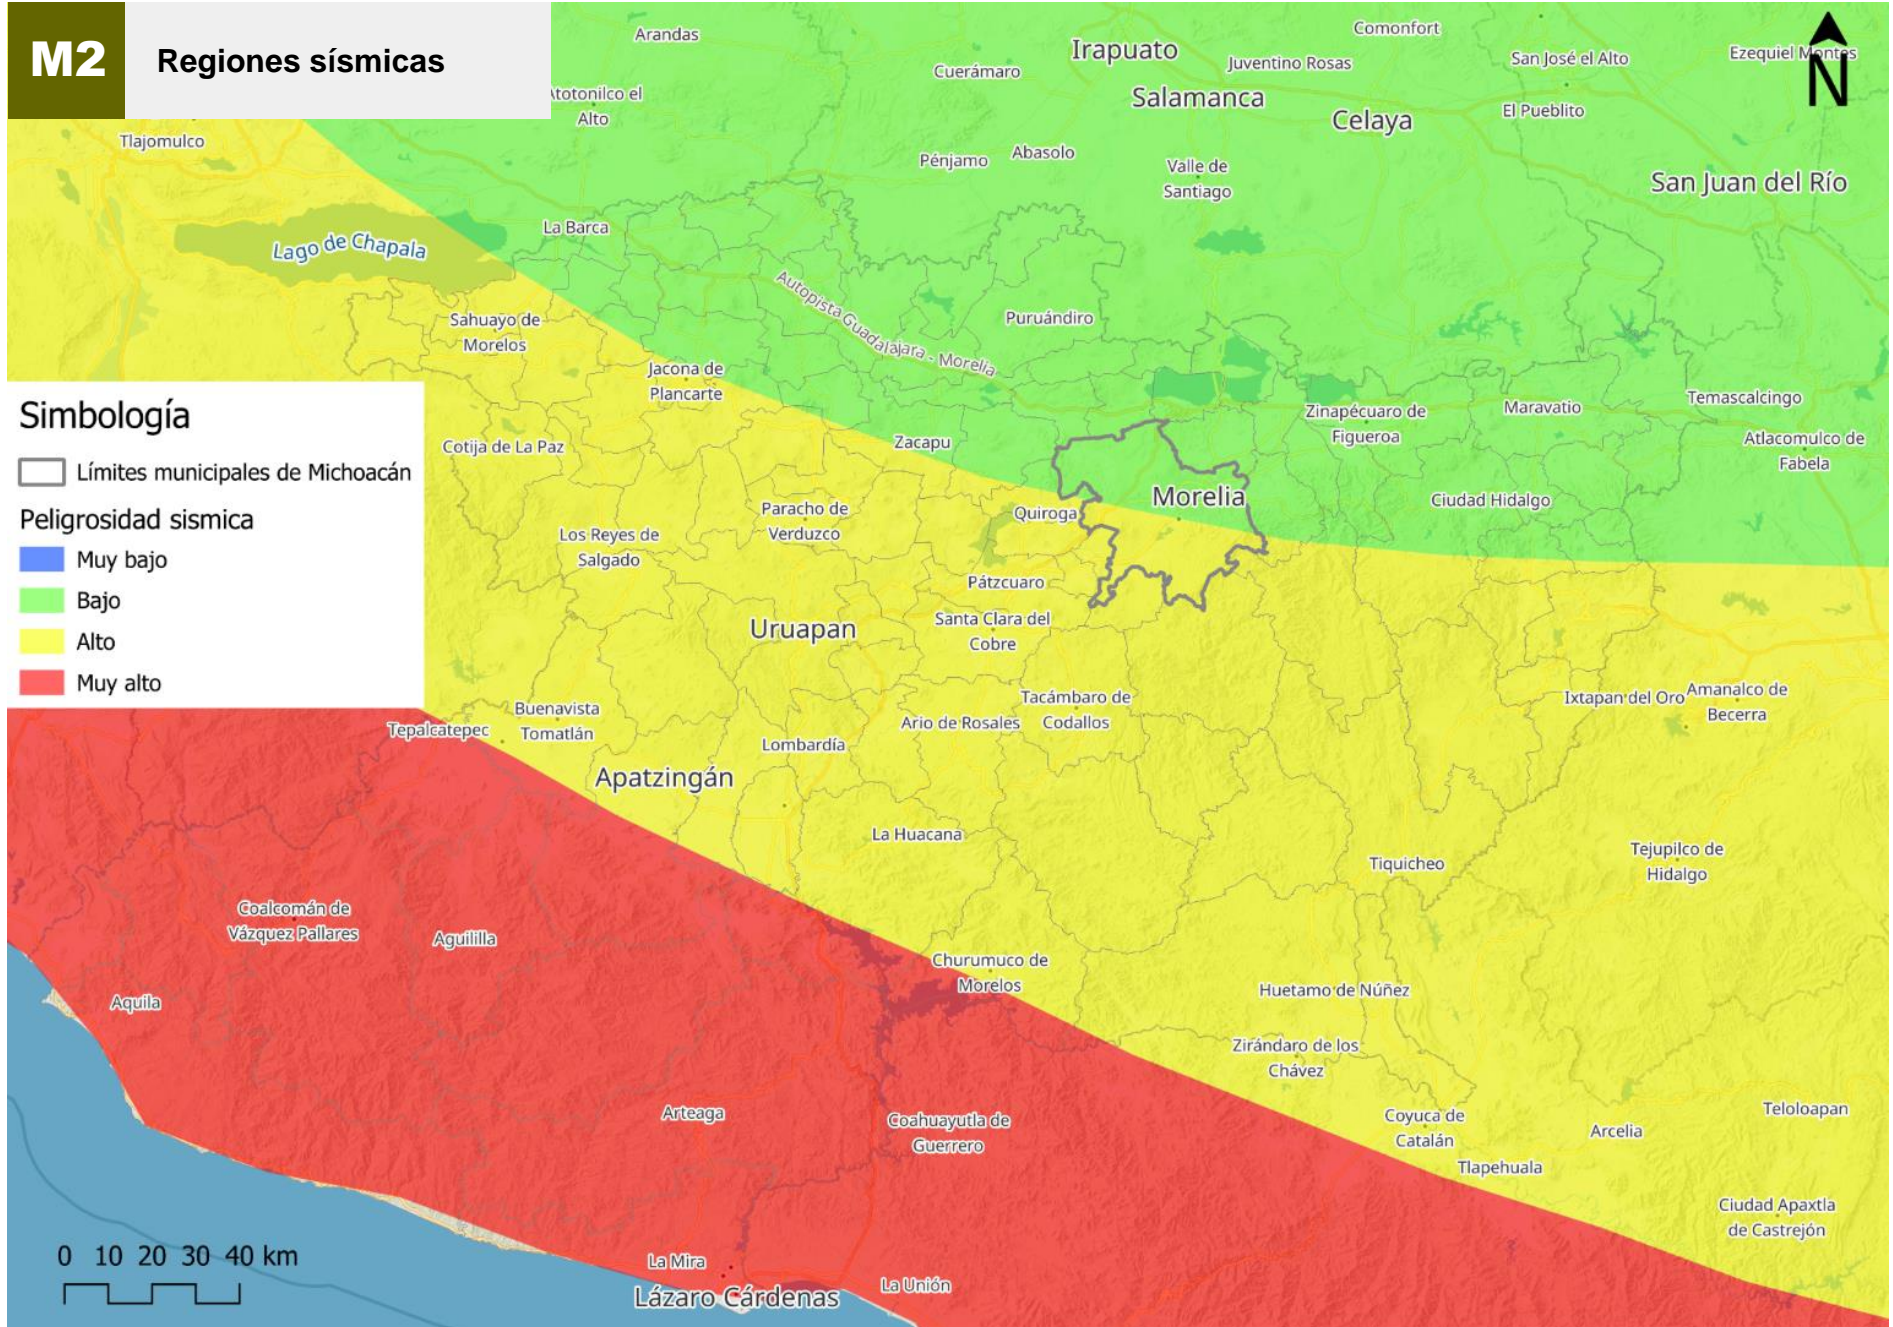 M2
Regiones sísmicas
Arandas
Comonfort
Irapuato
Juventino Rosas
San José el Alto
Ezequiel Montes
N
Cuerámaro
Atotonilco el
Alto
Salamanca
Celaya
El Pueblito
Tlajomulco
Pénjamo
Abasolo
Valle de
Santiago
San Juan del Río
La Barca
Lago de Chapala
Autopista Guadalajara - Morelia
Sahuayo de
Morelos
Puruándiro
Jacona de
Plancarte
Zinapécuaro de
Figueroa
Maravatio
Temascalcingo
Atlacomulco de
Fabela
Simbología
Límites municipales de Michoacán
Peligrosidad sismica
Muy bajo
Bajo
Alto
Muy alto
Cotija de La Paz
Zacapu
Morelia
Ciudad Hidalgo
Paracho de
Verduzco
Quiroga
Los Reyes de
Salgado
Pátzcuaro
Uruapan
Santa Clara del
Cobre
Tacámbaro de
Codallos
Ixtapan del Oro
Amanalco de
Becerra
Buenavista
Tomatlán
Tepalcatepec
Ario de Rosales
Lombardía
Apatzingán
La Huacana
Tiquicheo
Tejupilco de
Hidalgo
Coalcomán de
Vázquez Pallares
Aguililla
Churumuco de
Morelos
Huetamo de Núñez
Aquila
Zirándaro de los
Chávez
Arteaga
Coahuayutla de
Guerrero
Coyuca de
Catalán
Arcelia
Teloloapan
Tlapehuala
Ciudad Apaxtla
de Castrejón
0 10 20 30 40 km
La Mira
La Unión
Lázaro Cárdenas